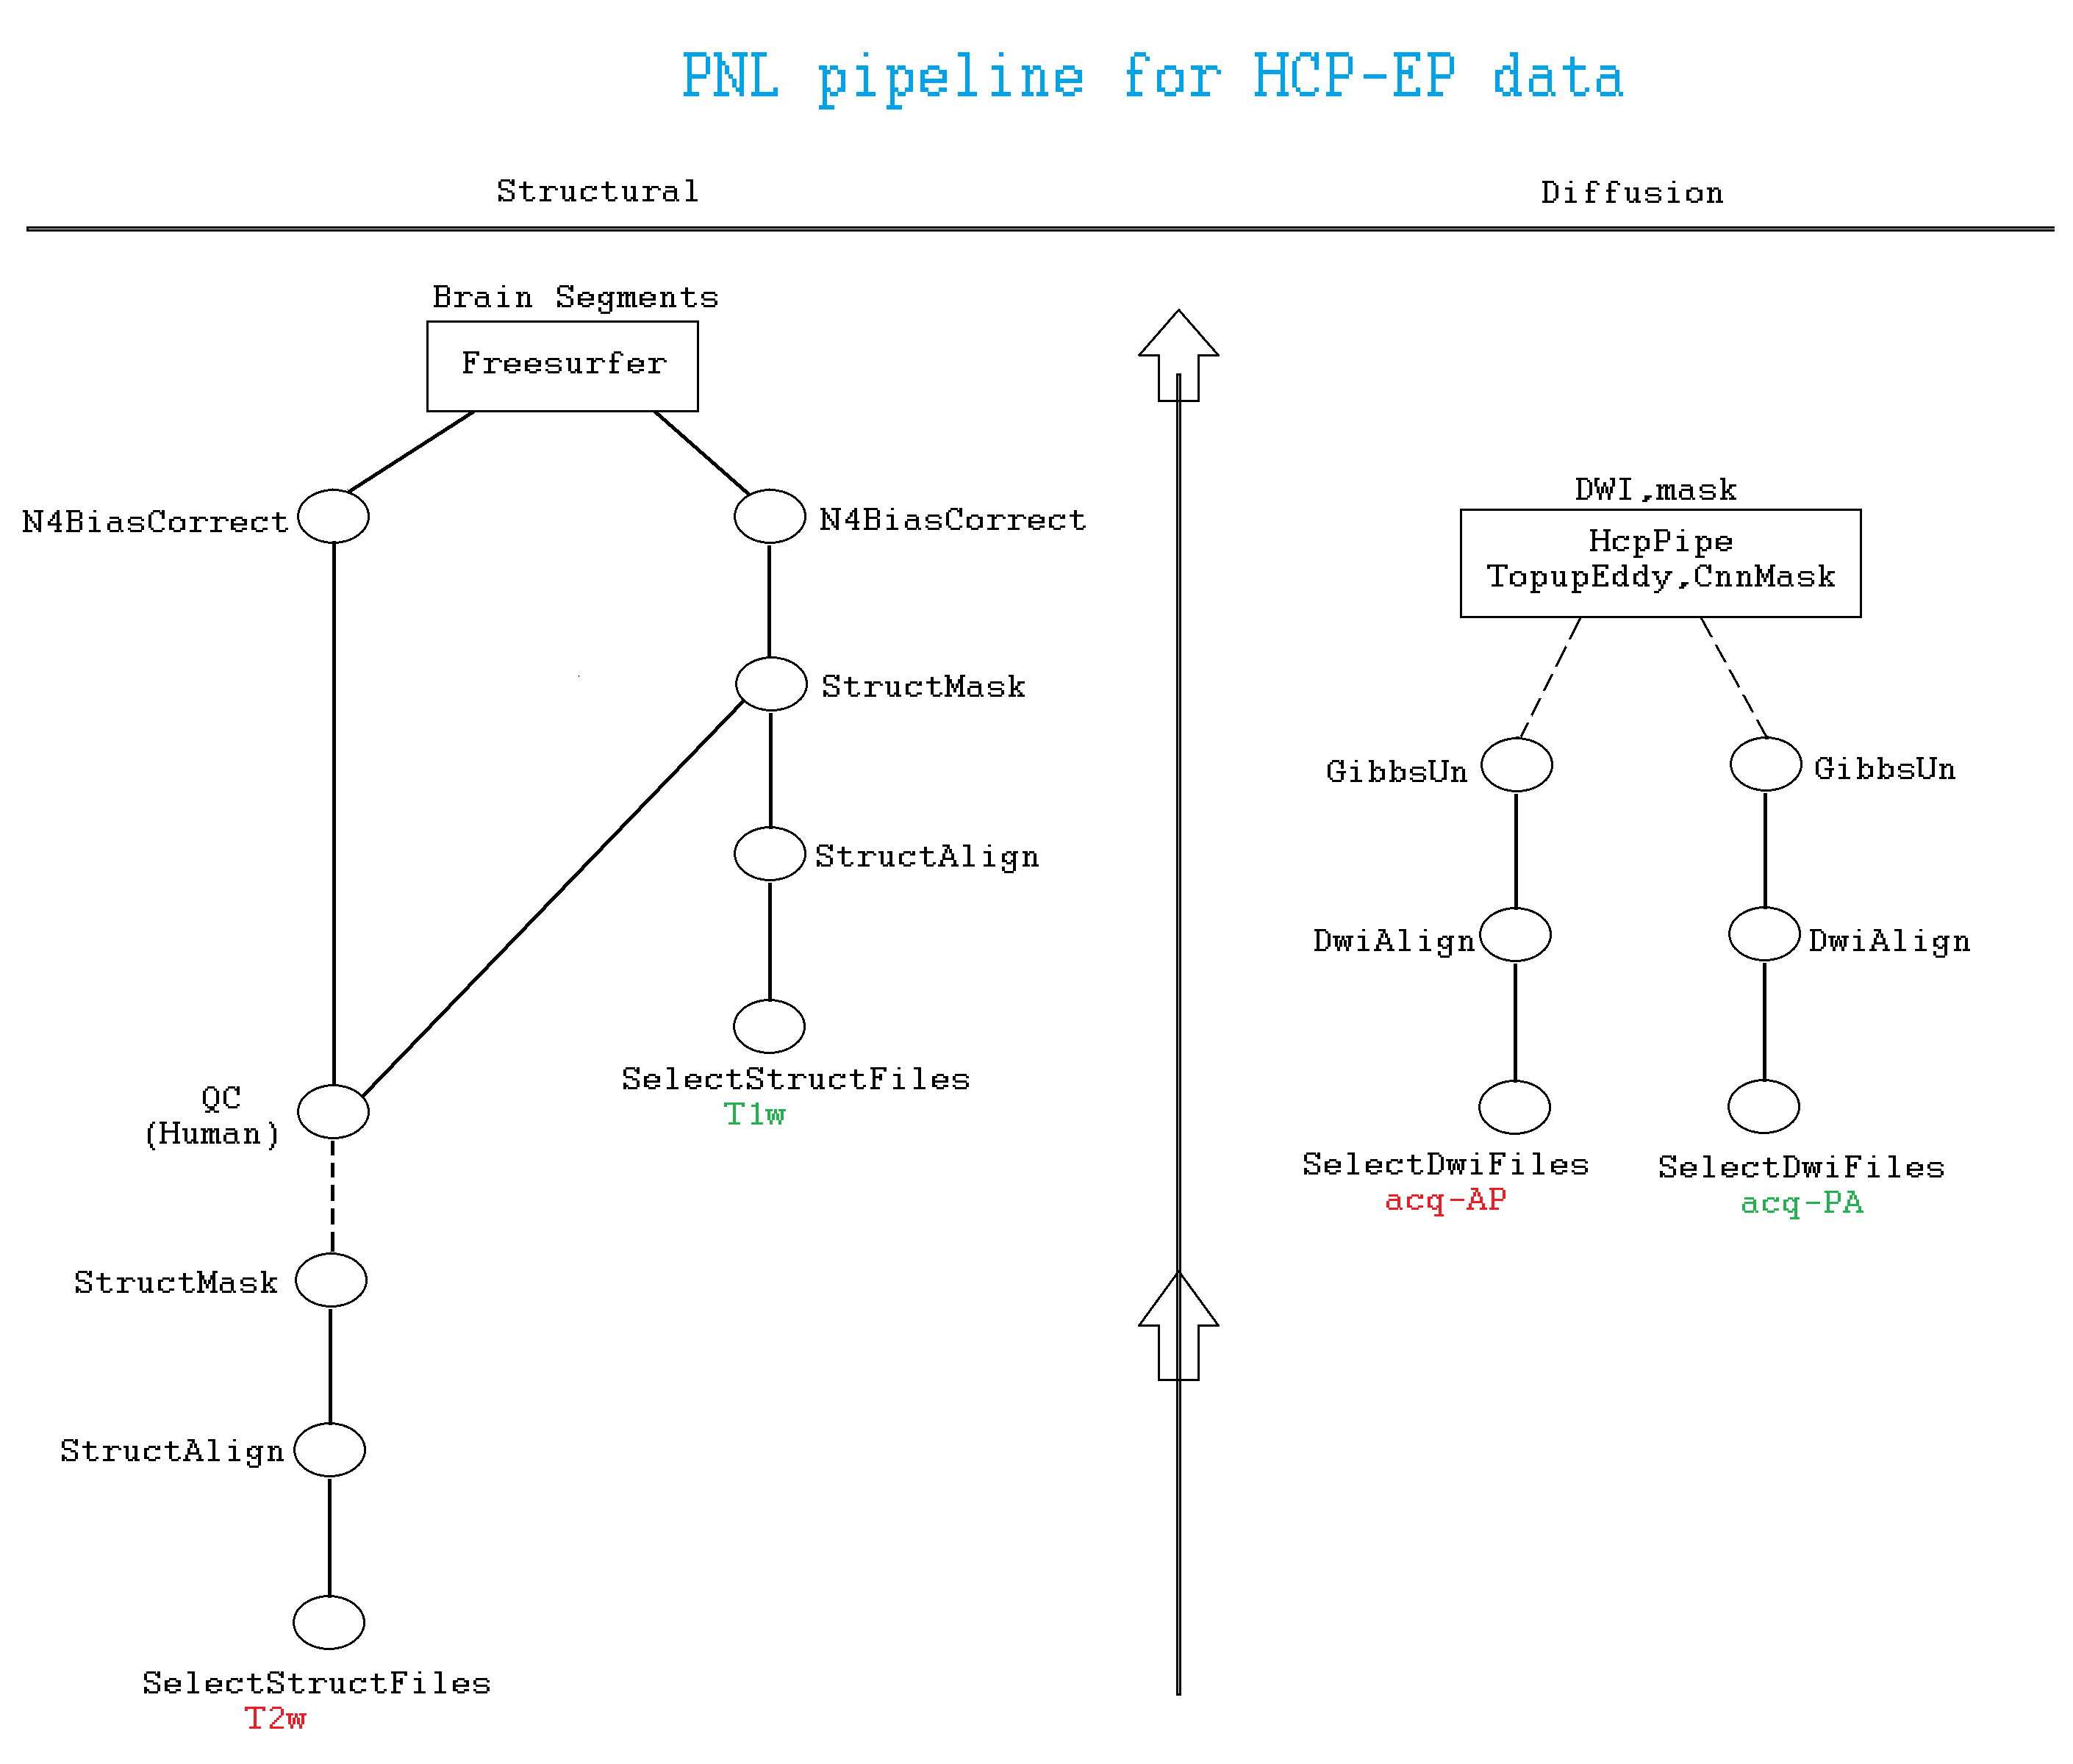 PNL pipeline for HCP-EP data
Structural
Diffusion
Brain Segments
Freesurfer
N4BiasCorrect
N4BiasCorrect
StructMask
StructAlign
SelectStructFiles
T1w
QC
(Human)
StructMask
StructAlign
SelectStructFiles
T2w
DWI,mask
HcpPipe
TopupEddy,CnnMask
GibbsUn
GibbsUn
DwiAlign
DwiAlign
SelectDwiFiles
acq-AP
SelectDwiFiles
acq-PA